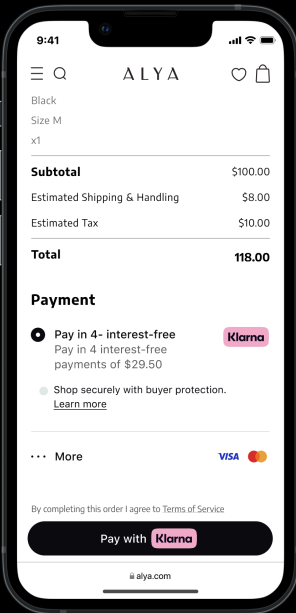 9:41
ALYA
Black
Size M
x1
Subtotal $100.00
Estimated Shipping & Handling $8.00
Estimated Tax $10.00
Total 118.00
Payment
Pay in 4- interest-free Klarna
Pay in 4 interest-free
payments of $29.50
Shop securely with buyer protection.
Learn more
More VISA
By completing this order I agree to Terms of Service
Pay with Klarna
alya.com